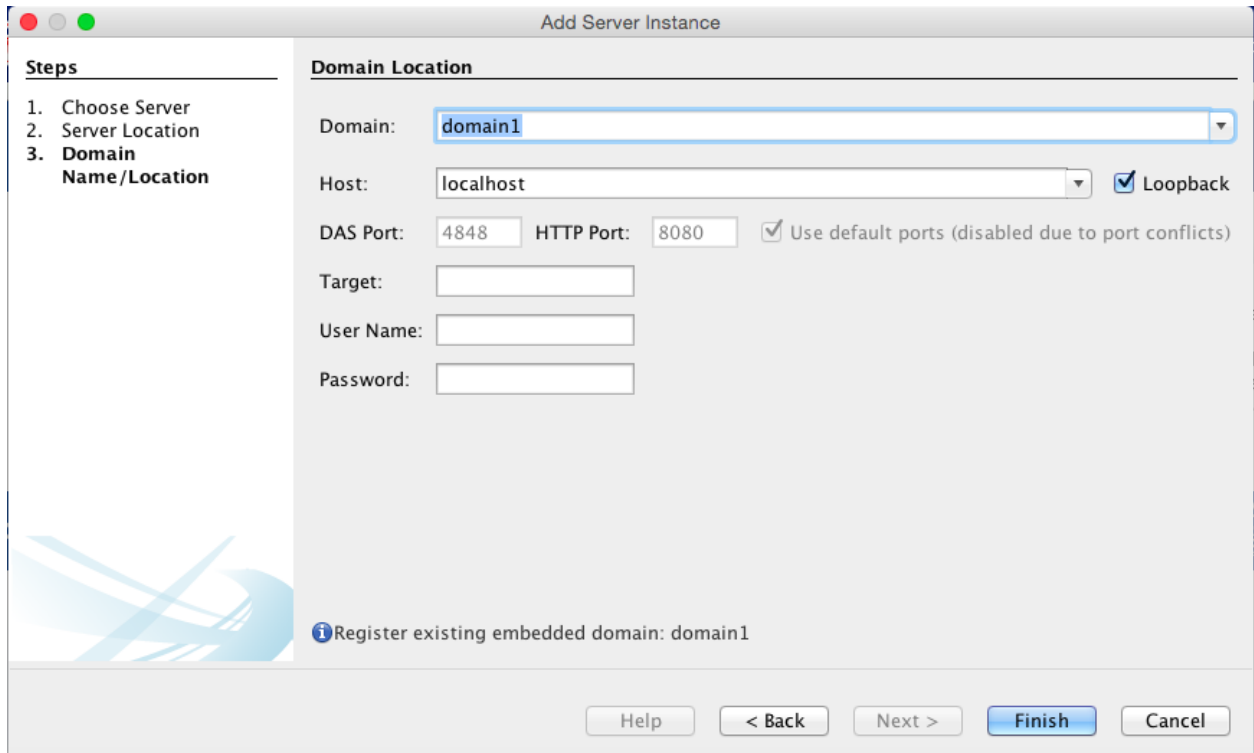 Add Server Instance
Steps
1. Choose Server
2. Server Location
3. Domain
Name/Location
Domain Location
Domain: domain1
Host: localhost Loopback
DAS Port: 4848 HTTP Port: 8080 Use default ports (disabled due to port conflicts)
Target:
User Name:
Password:
Register existing embedded domain: domain1
Help < Back Next > Finish Cancel